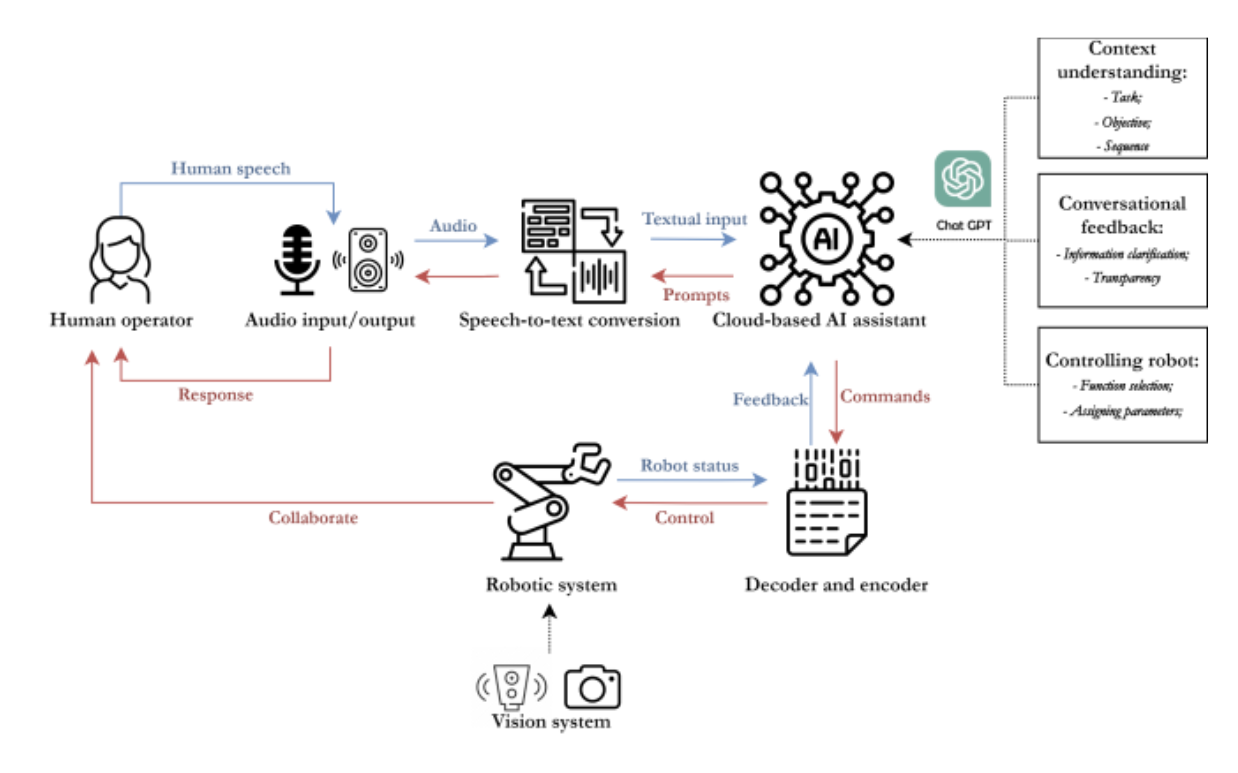 Context
understanding:
- Task;
- Objective;
- Sequence
Human speech
Chat GPT
Conversational
feedback:
- Information clarification;
- Transparency
Audio
Textual input
AI
Prompts
Human operator
Audio input/output
Speech-to-text conversion
Cloud-based AI assistant
Controlling robot:
- Function selection;
- Assigning parameters;
Response
Feedback
Commands
Robot status
Collaborate
Control
Robotic system
Decoder and encoder
Vision system